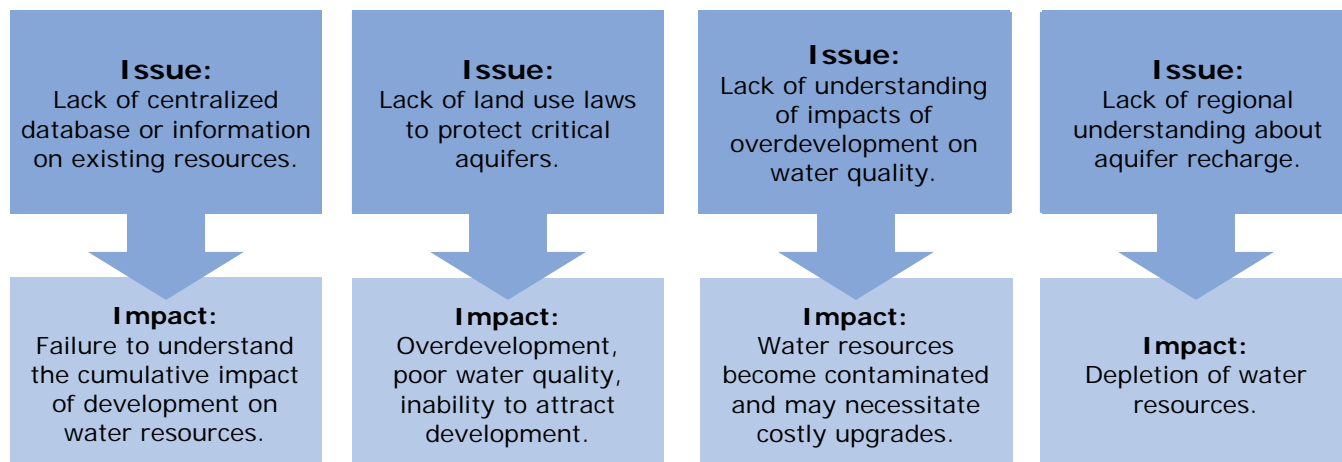 Issue:
Lack of centralized
database or information
on existing resources.
Impact:
Failure to understand
the cumulative impact
of development on
water resources.
Issue:
Lack of land use laws
to protect critical
aquifers.
Impact:
Overdevelopment,
poor water quality,
inability to attract
development.
Issue:
Lack of understanding
of impacts of
overdevelopment on
water quality.
Impact:
Water resources
become contaminated
and may necessitate
costly upgrades.
Issue:
Lack of regional
understanding about
aquifer recharge.
Impact:
Depletion of water
resources.